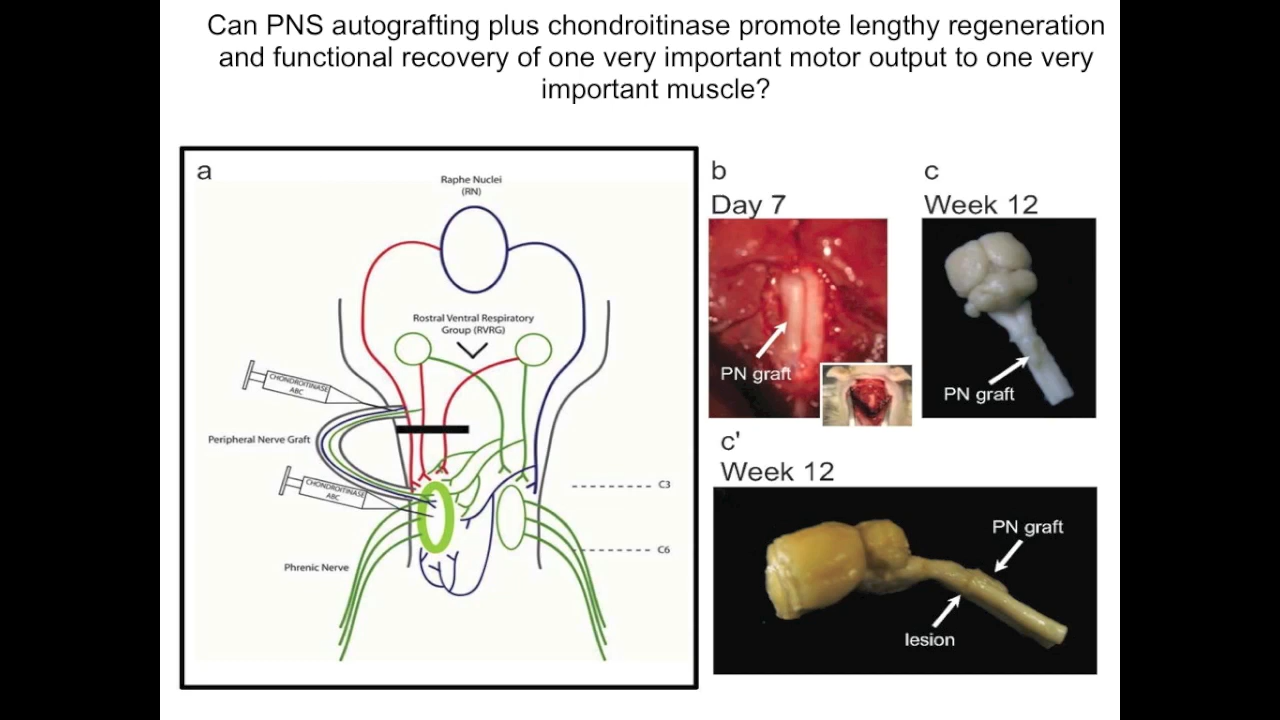 Can PNS autografting plus chondroitinase promote lengthy regeneration
and functional recovery of one very important motor output to one very
important muscle?
a
Raphe Nuclei
(RN)
Rostral Ventral Respiratory
Group (RVRG)
CHONDROITINASE
ABC
Peripheral Nerve Graft
CHONDROITINASE
ABC
C3
C6
Phrenic Nerve
b
Day 7
PN graft
c
Week 12
PN graft
c'
Week 12
PN graft
lesion